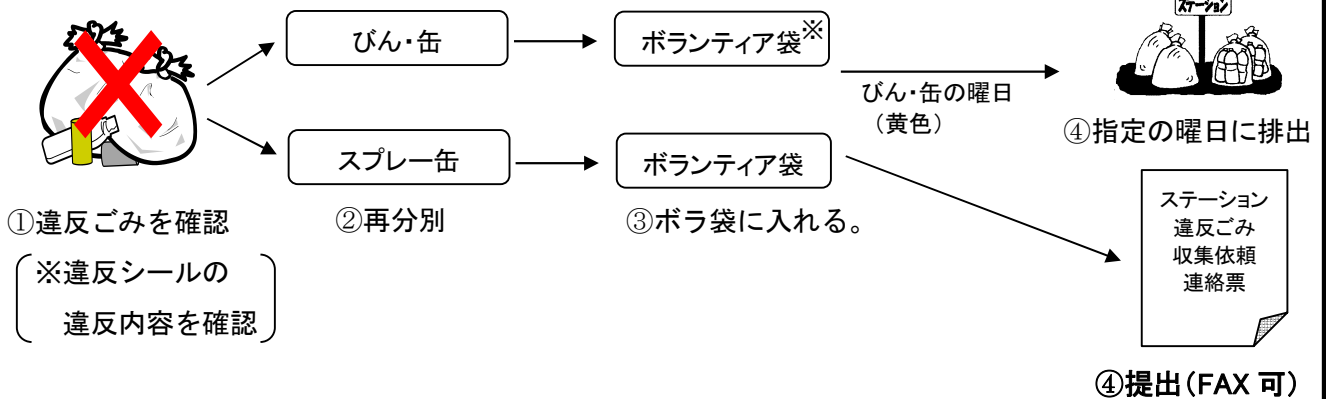 ステーション
びん・缶
ボランティア袋※
びん・缶の曜日
（黄色）
④指定の曜日に排出
スプレー缶
ボランティア袋
ステーション
違反ごみ
収集依頼
連絡票
①違反ごみを確認
②再分別
③ボラ袋に入れる。
※違反シールの
違反内容を確認
④提出（FAX 可）